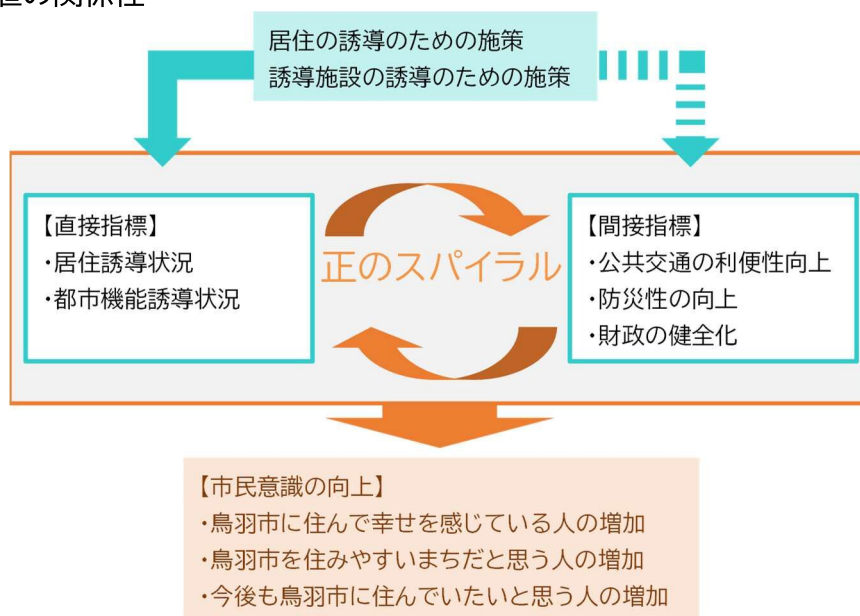 の関係性
居住の誘導のための施策
誘導施設の誘導のための施策
【直接指標】
・居住誘導状況
・都市機能誘導状況
正のスパイラル
【間接指標】
・公共交通の利便性向上
・防災性の向上
・財政の健全化
【市民意識の向上】
・鳥羽市に住んで幸せを感じている人の増加
・鳥羽市を住みやすいまちだと思う人の増加
・今後も鳥羽市に住んでいたいと思う人の増加